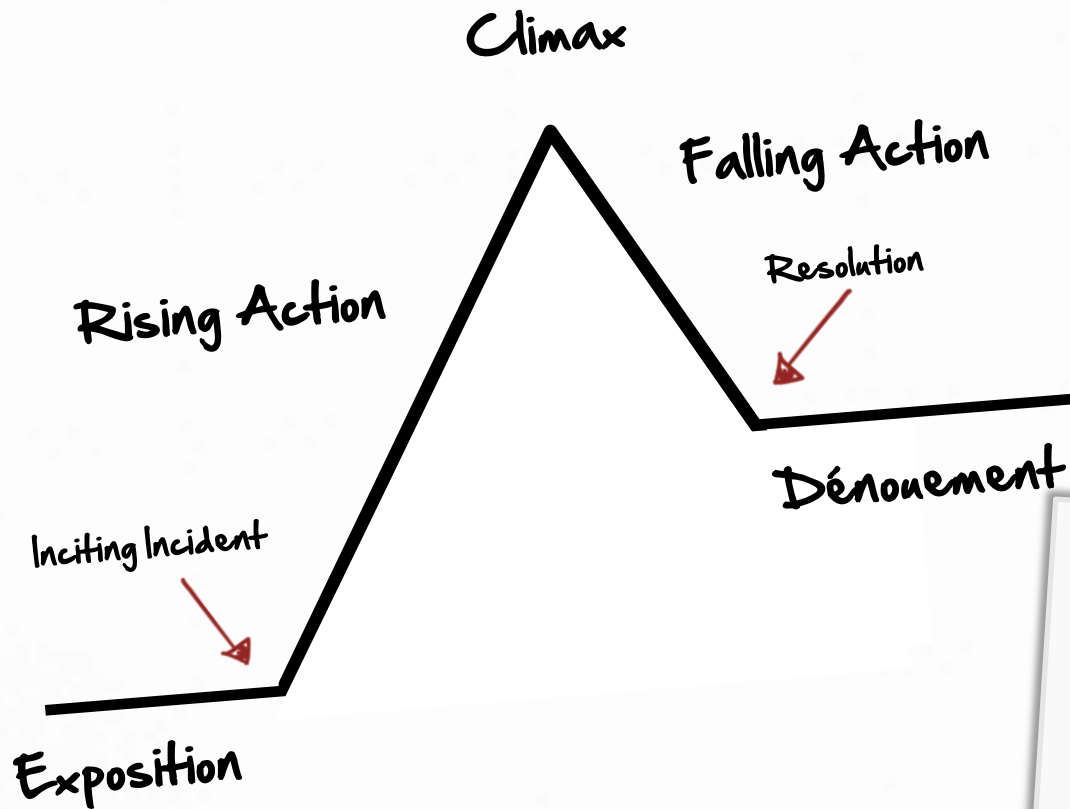 Climax
Falling Action
Resolution
Rising Action
Dénouement
Inciting Incident
Exposition